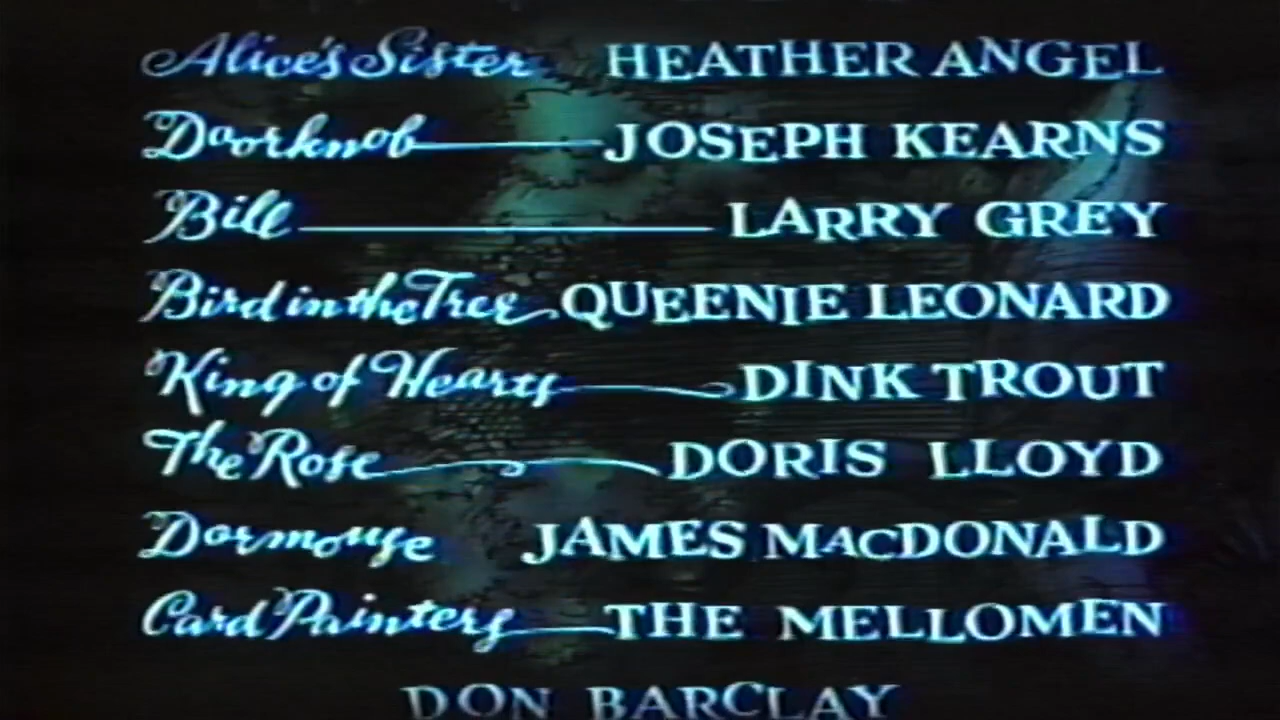 Alice's Sister HEATHER ANGEL
Doorknob JOSEPH KEARNS
Bill LARRY GREY
Bird in the Tree QUEENIE LEONARD
King of Hearts DINK TROUT
The Rose DORIS LLOYD
Dormouse JAMES MACDONALD
Card Painters THE MELLOMEN
DON BARCLAY